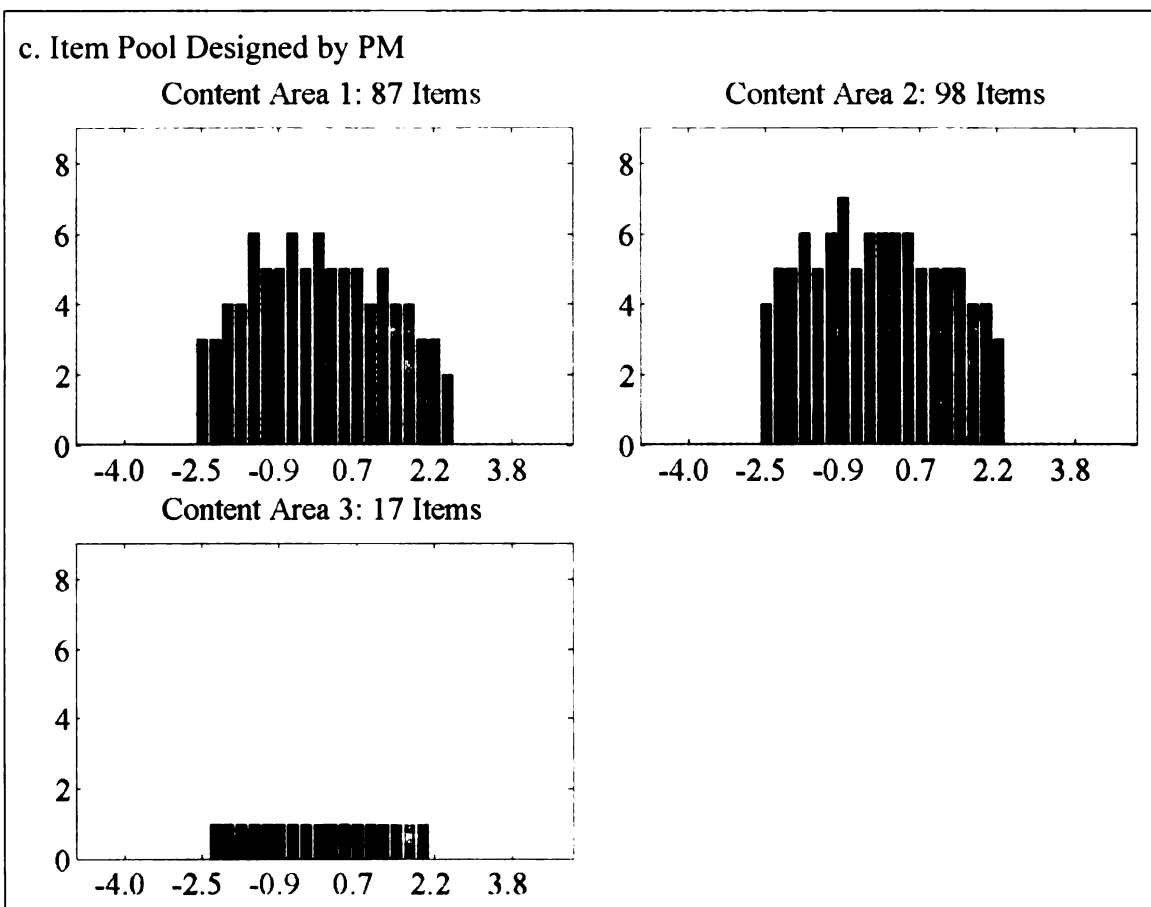 c. Item Pool Designed by PM
Content Area 1: 87 Items
8
6
4
2
0
-4.0 -2.5 -0.9 0.7 2.2 3.8
Content Area 2: 98 Items
8
6
4
2
0
-4.0 -2.5 -0.9 0.7 2.2 3.8
Content Area 3: 17 Items
8
6
4
2
0
-4.0 -2.5 -0.9 0.7 2.2 3.8